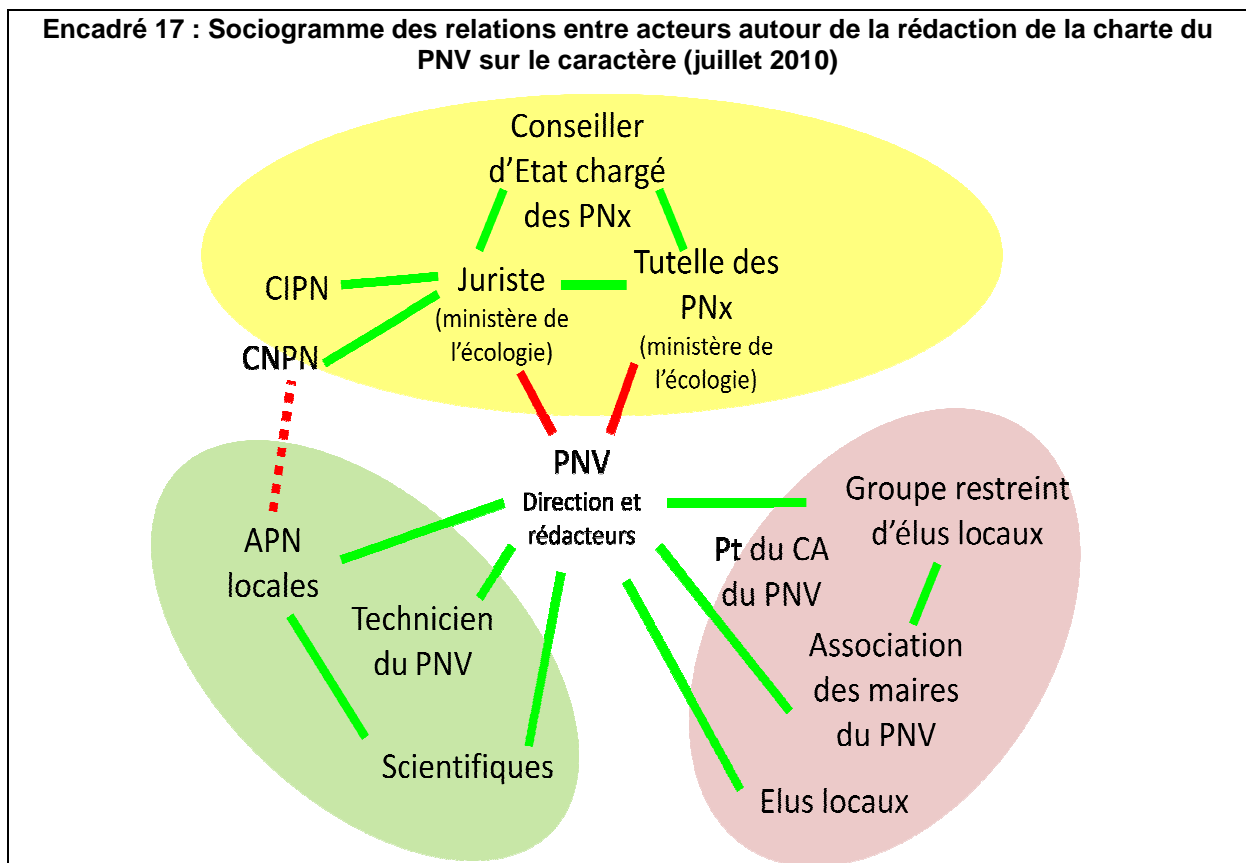 Encadré 17 : Sociogramme des relations entre acteurs autour de la rédaction de la charte du
PNV sur le caractère (juillet 2010)
Conseiller
d'Etat chargé
des PNx
CIPN
Juriste
(ministère de
l'écologie)
Tutelle des
PNx
(ministère de
l'écologie)
CNPN
PNV
Direction et
rédacteurs
APN
locales
Technicien
du PNV
Scientifiques
Groupe restreint
d'élus locaux
Pt du CA
du PNV
Association
des maires
du PNV
Elus locaux